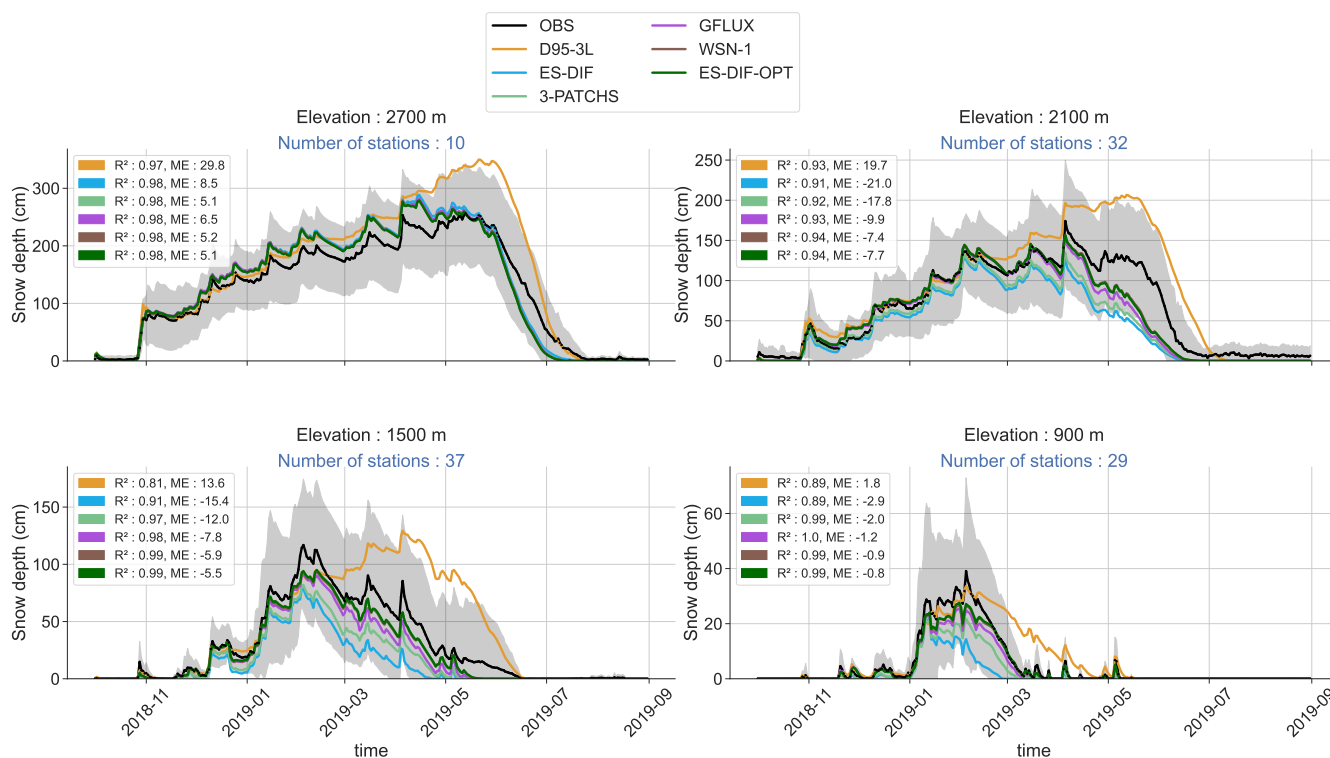 OBS
D95-3L
ES-DIF
3-PATCHS
GFLUX
WSN-1
ES-DIF-OPT
Elevation : 2700 m
Number of stations : 10
R² : 0.97, ME : 29.8
R² : 0.98, ME : 8.5
R² : 0.98, ME : 5.1
R² : 0.98, ME : 6.5
R² : 0.98, ME : 5.2
R² : 0.98, ME : 5.1
Snow depth (cm)
300
200
100
0
Elevation : 2100 m
Number of stations : 32
R² : 0.93, ME : 19.7
R² : 0.91, ME : -21.0
R² : 0.92, ME : -17.8
R² : 0.93, ME : -9.9
R² : 0.94, ME : -7.4
R² : 0.94, ME : -7.7
Snow depth (cm)
250
200
150
100
50
0
Elevation : 1500 m
Number of stations : 37
R² : 0.81, ME : 13.6
R² : 0.91, ME : -15.4
R² : 0.97, ME : -12.0
R² : 0.98, ME : -7.8
R² : 0.99, ME : -5.9
R² : 0.99, ME : -5.5
Snow depth (cm)
150
100
50
0
2018-11
2019-01
2019-03
2019-05
2019-07
2019-09
time
Elevation : 900 m
Number of stations : 29
R² : 0.89, ME : 1.8
R² : 0.89, ME : -2.9
R² : 0.99, ME : -2.0
R² : 1.0, ME : -1.2
R² : 0.99, ME : -0.9
R² : 0.99, ME : -0.8
Snow depth (cm)
60
40
20
0
2018-11
2019-01
2019-03
2019-05
2019-07
2019-09
time